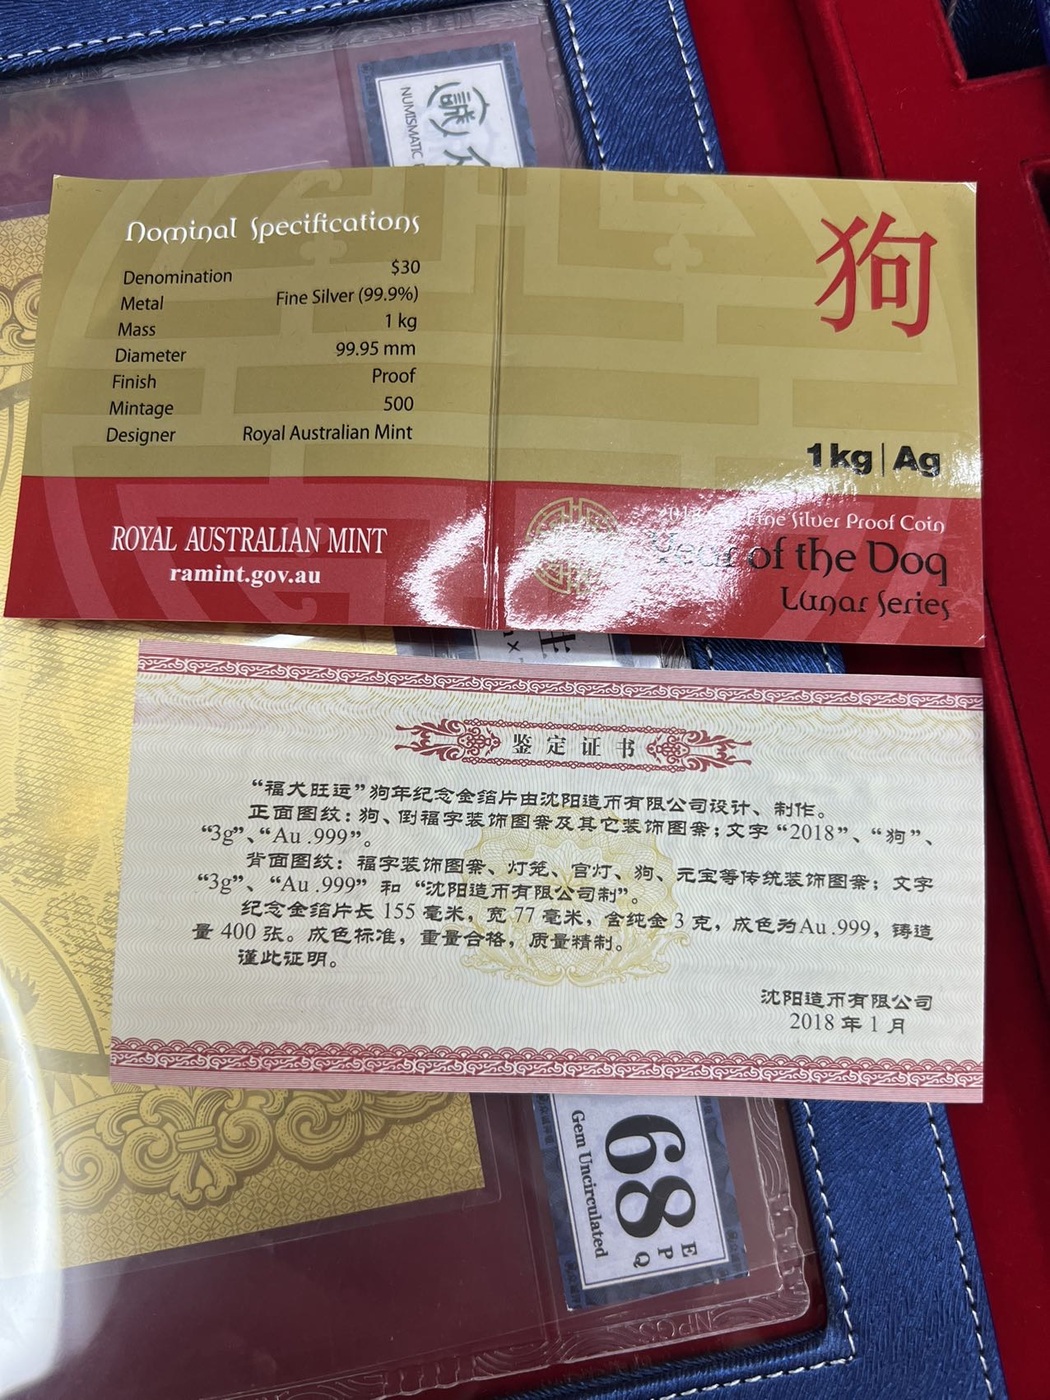 NUMISMATIC
Nominal Specifications
Denomination $30
Metal Fine Silver (99.9%)
Mass 1 kg
Diameter 99.95 mm
Finish Proof
Mintage 500
Designer Royal Australian Mint
ROYAL AUSTRALIAN MINT
ramint.gov.au
狗
1kg|Ag
Fine Silver Proof Coin
Year of the Dog
Lunar Series
鉴定证书
“福犬旺运”狗年纪念金箔片由沈阳造币有限公司设计、制作。
正面图纹：狗、倒福字装饰图案及其它装饰图案；文字“2018”、“狗”、
“3g”、“Au .999”。
背面图纹：福字装饰图案、灯笼、宫灯、狗、元宝等传统装饰图案；文字
“3g”、“Au .999” 和 “沈阳造币有限公司制”。
纪念金箔片长 155 毫米，宽 77 毫米，含纯金 3 克，成色为Au .999，铸造
量 400 张。成色标准，重量合格，质量精制。
谨此证明。
沈阳造币有限公司
2018 年 1 月
68
E
P
Q
Gem Uncirculated
NPGS